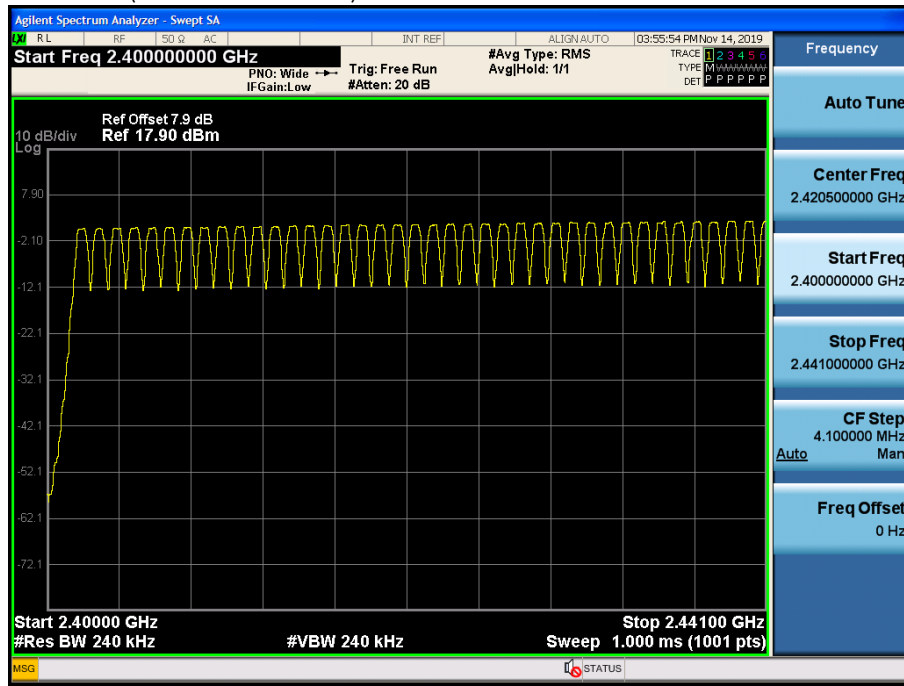 Agilent Spectrum Analyzer - Swept SA
LXI RL RF 50 Ω AC INT REF ALIGNAUTO 03:55:54 PM Nov 14, 2019
Start Freq 2.400000000 GHz
PNO: Wide
IFGain:Low
Trig: Free Run
#Atten: 20 dB
#Avg Type: RMS
Avg|Hold: 1/1
TRACE 1 2 3 4 5 6
TYPE M WWWWW
DET P P P P P P
Ref Offset 7.9 dB
10 dB/div Ref 17.90 dBm
Log
7.90
-2.10
-12.1
-22.1
-32.1
-42.1
-52.1
-62.1
-72.1
Start 2.40000 GHz Stop 2.44100 GHz
#Res BW 240 kHz #VBW 240 kHz Sweep 1.000 ms (1001 pts)
MSG STATUS
Frequency
Auto Tune
Center Freq
2.420500000 GHz
Start Freq
2.400000000 GHz
Stop Freq
2.441000000 GHz
CF Step
4.100000 MHz
Auto Man
Freq Offset
0 Hz